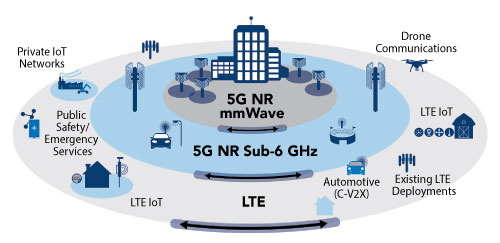 Private IoT
Networks
Drone
Communications
5G NR
mmWave
Public
Safety/
Emergency
Services
LTE IoT
5G NR Sub-6 GHz
LTE IoT
LTE
Automotive
(C-V2X)
Existing LTE
Deployments